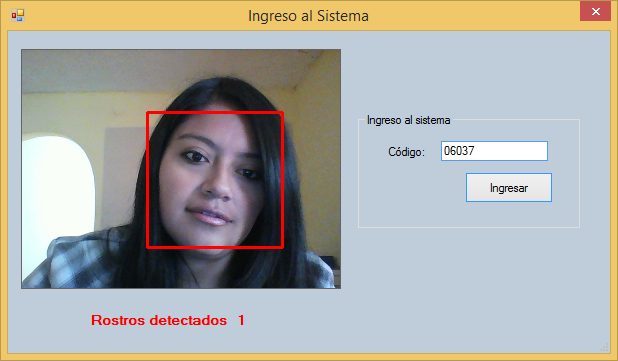 Ingreso al Sistema
Ingreso al sistema
Código: 06037
Ingresar
Rostros detectados 1